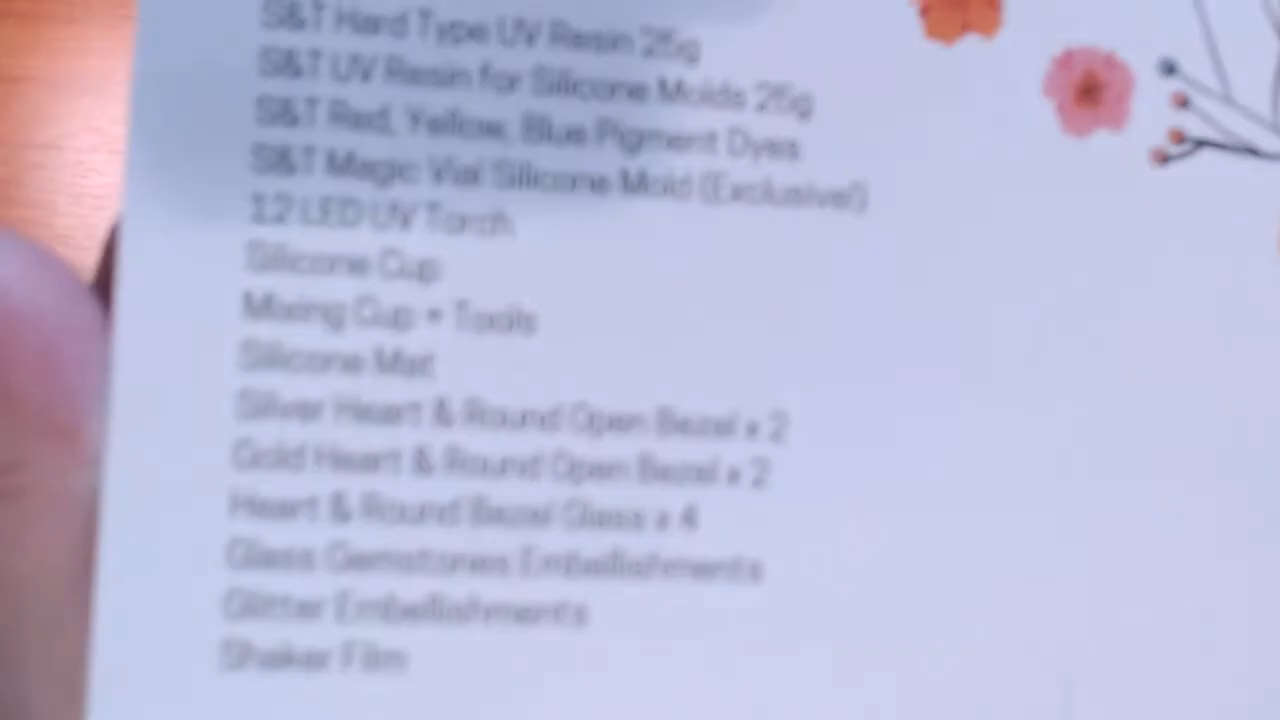 S&T Hard Type UV Resin 25g
S&T UV Resin for Silicone Molds 25g
S&T Red, Yellow, Blue Pigment Dyes
S&T Magic Vial Silicone Mold (Exclusive!)
12 LED UV Torch
Silicone Cup
Mixing Cup + Tools
Silicone Mat
Silver Heart & Round Open Bezel x 2
Gold Heart & Round Open Bezel x 2
Heart & Round Bezel Glass x 4
Glass Gemstones Embellishments
Glitter Embellishments
Shaker Film